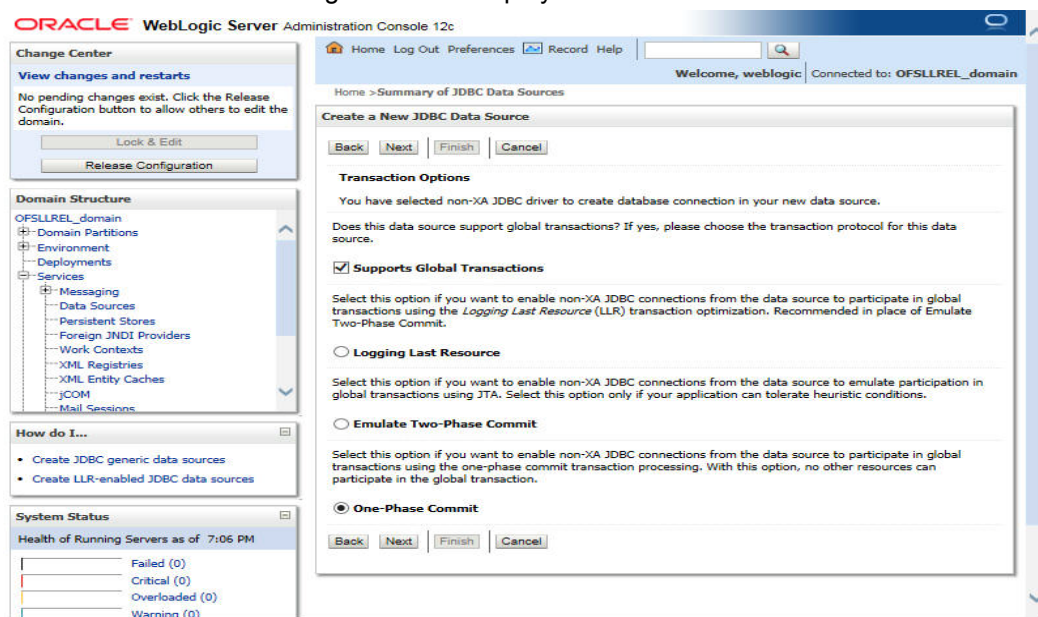 ORACLE WebLogic Server Administration Console 12c
Change Center
View changes and restarts
No pending changes exist. Click the Release
Configuration button to allow others to edit the
domain.
Lock & Edit
Release Configuration
Domain Structure
OFSLLREL_domain
Domain Partitions
Environment
Deployments
Services
Messaging
Data Sources
Persistent Stores
Foreign JNDI Providers
Work Contexts
XML Registries
XML Entity Caches
jCOM
Mail Sessions
How do I...
Create JDBC generic data sources
Create LLR-enabled JDBC data sources
System Status
Health of Running Servers as of 7:06 PM
Failed (0)
Critical (0)
Overloaded (0)
Warning (0)
Home Log Out Preferences Record Help
Welcome, weblogic Connected to: OFSLLREL_domain
Home >Summary of JDBC Data Sources
Create a New JDBC Data Source
Back Next Finish Cancel
Transaction Options
You have selected non-XA JDBC driver to create database connection in your new data source.
Does this data source support global transactions? If yes, please choose the transaction protocol for this data
source.
Supports Global Transactions
Select this option if you want to enable non-XA JDBC connections from the data source to participate in global
transactions using the Logging Last Resource (LLR) transaction optimization. Recommended in place of Emulate
Two-Phase Commit.
Logging Last Resource
Select this option if you want to enable non-XA JDBC connections from the data source to emulate participation in
global transactions using JTA. Select this option only if your application can tolerate heuristic conditions.
Emulate Two-Phase Commit
Select this option if you want to enable non-XA JDBC connections from the data source to participate in global
transactions using the one-phase commit transaction processing. With this option, no other resources can
participate in the global transaction.
One-Phase Commit
Back Next Finish Cancel